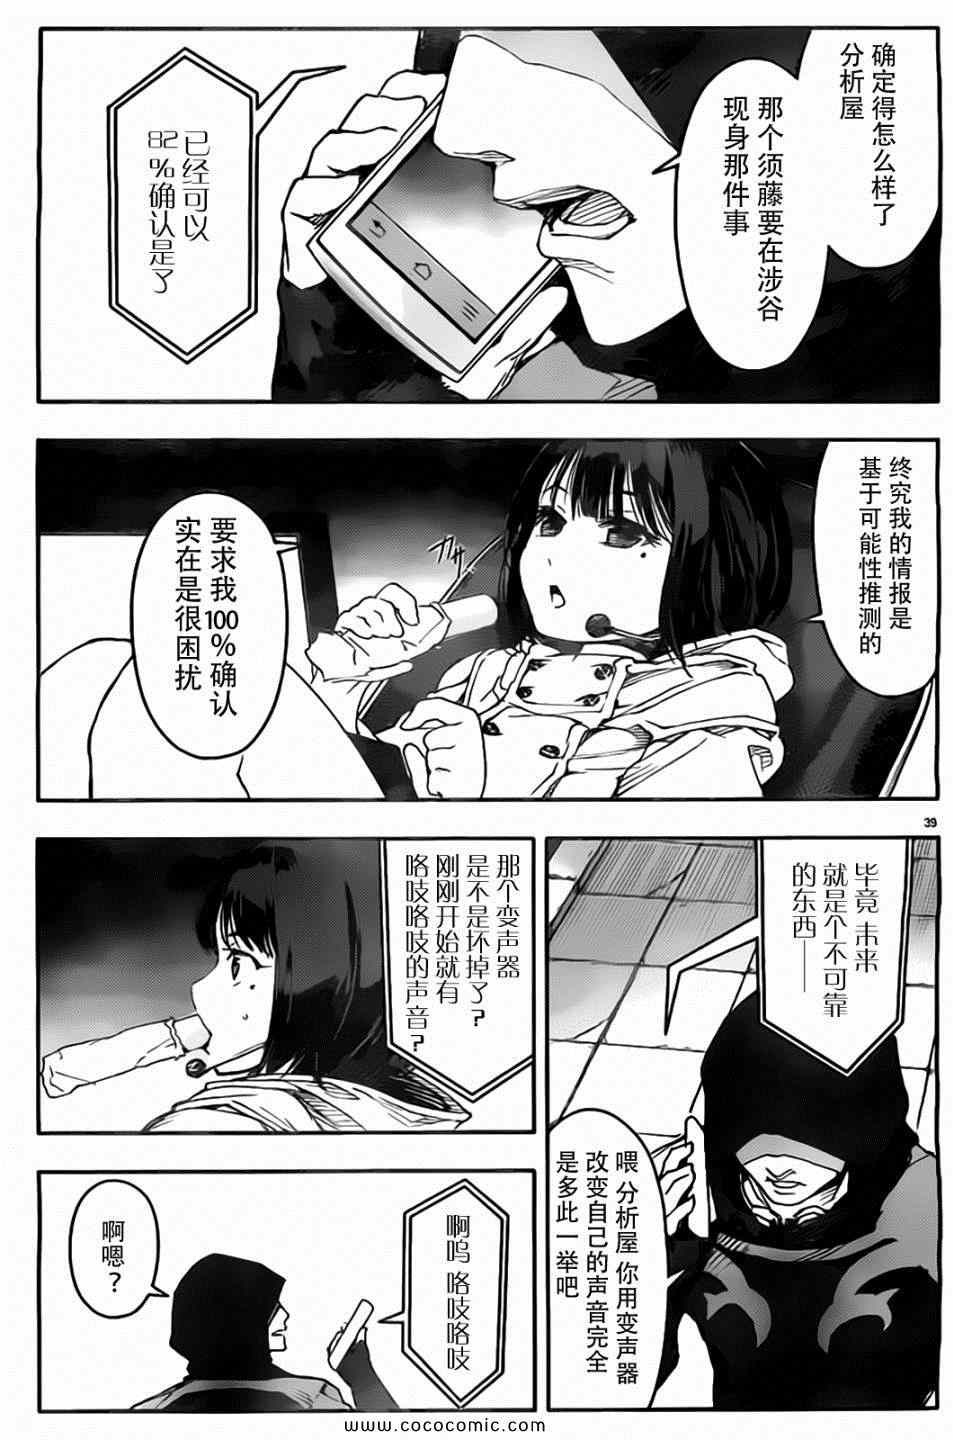 确定得怎么样了
分析屋
那个须藤要在涉谷
现身那件事
已经可以
82%确认是了
终究我的情报是
基于可能性推测的
要求我100%确认
实在是很困扰
39
毕竟 未来
就是个不可靠
的东西——
喂 分析屋 你用变声器
改变自己的声音完全
是多此一举吧
那个变声器
是不是坏掉了?
刚刚开始就有
咯吱咯吱的声音?
啊呜 咯吱咯吱
啊嗯?
www.cococomic.com